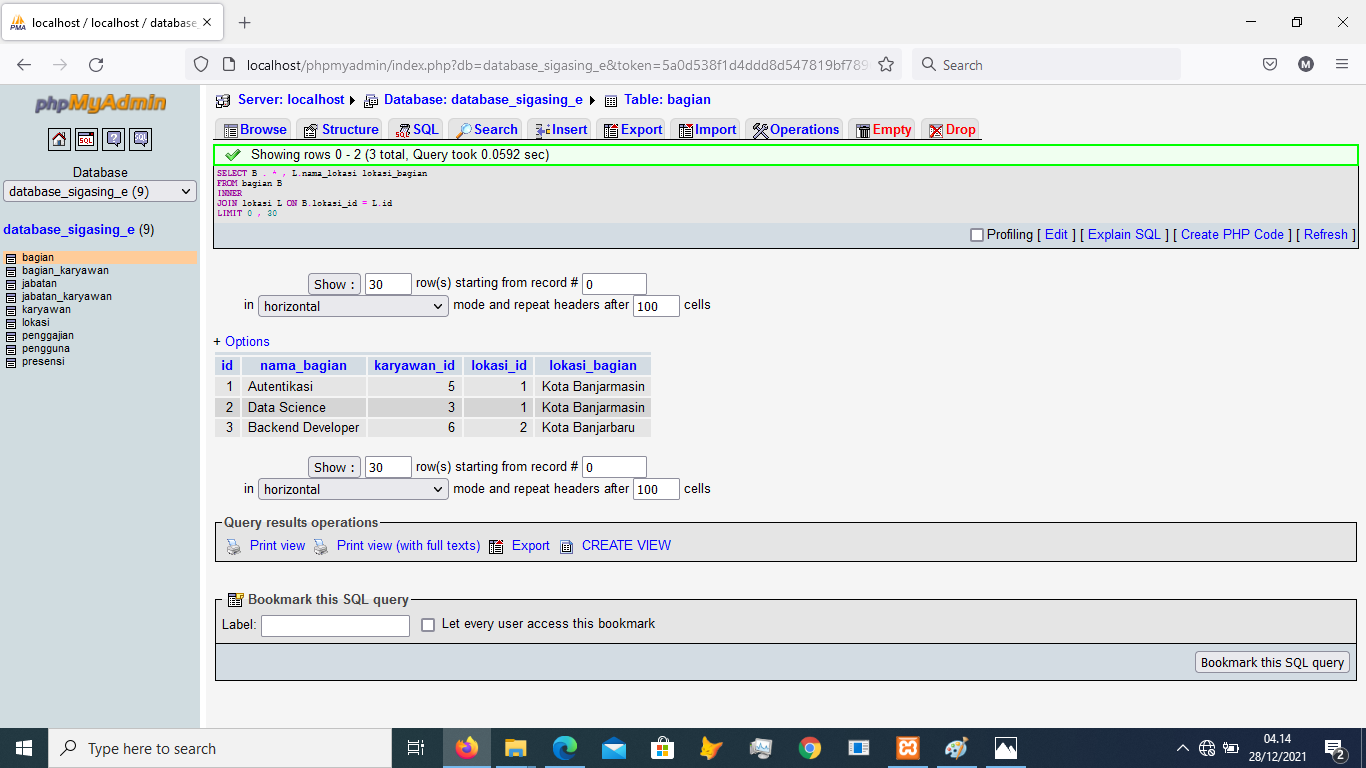 localhost / localhost / database_
localhost/phpmyadmin/index.php?db=database_sigasing_e&token=5a0d538f1d4ddd8d547819bf789
Search
M
phpMyAdmin
Database
database_sigasing_e (9)
database_sigasing_e (9)
bagian
bagian_karyawan
jabatan
jabatan_karyawan
karyawan
lokasi
penggajian
pengguna
presensi
Server: localhost Database: database_sigasing_e Table: bagian
Browse Structure SQL Search Insert Export Import Operations Empty Drop
Showing rows 0 - 2 (3 total, Query took 0.0592 sec)
SELECT B . * , L.nama_lokasi lokasi_bagian
FROM bagian B
INNER
JOIN lokasi L ON B.lokasi_id = L.id
LIMIT 0 , 30
Profiling [ Edit ] [ Explain SQL ] [ Create PHP Code ] [ Refresh ]
Show : 30 row(s) starting from record # 0
in horizontal mode and repeat headers after 100 cells
+ Options
id nama_bagian karyawan_id lokasi_id lokasi_bagian
1 Autentikasi 5 1 Kota Banjarmasin
2 Data Science 3 1 Kota Banjarmasin
3 Backend Developer 6 2 Kota Banjarbaru
Show : 30 row(s) starting from record # 0
in horizontal mode and repeat headers after 100 cells
Query results operations
Print view Print view (with full texts) Export CREATE VIEW
Bookmark this SQL query
Label: Let every user access this bookmark
Bookmark this SQL query
Type here to search
04.14
28/12/2021
2